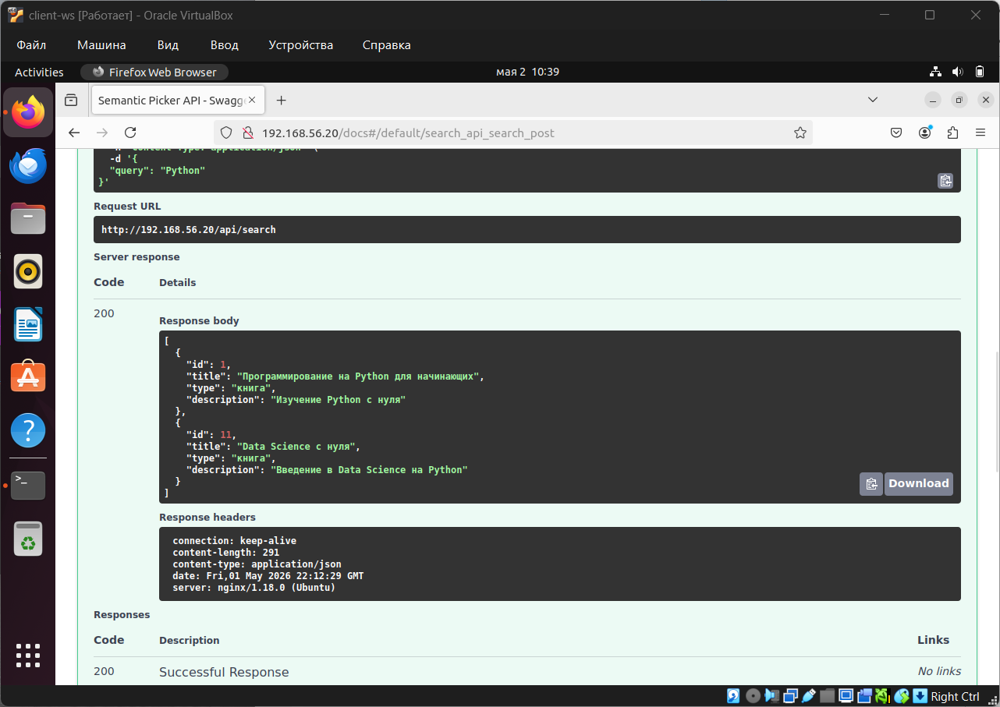 client-ws [Работает] - Oracle VirtualBox
Файл Машина Вид Ввод Устройства Справка
Activities Firefox Web Browser мая 2 10:39
Semantic Picker API - Swagg
192.168.56.20/docs#/default/search_api_search_post
-d '{
"query": "Python"
}'
Request URL
http://192.168.56.20/api/search
Server response
Code Details
200
Response body
[
{
"id": 1,
"title": "Программирование на Python для начинающих",
"type": "книга",
"description": "Изучение Python с нуля"
},
{
"id": 11,
"title": "Data Science с нуля",
"type": "книга",
"description": "Введение в Data Science на Python"
}
]
Download
Response headers
connection: keep-alive
content-length: 291
content-type: application/json
date: Fri,01 May 2026 22:12:29 GMT
server: nginx/1.18.0 (Ubuntu)
Responses
Code Description Links
200 Successful Response No links
Right Ctrl